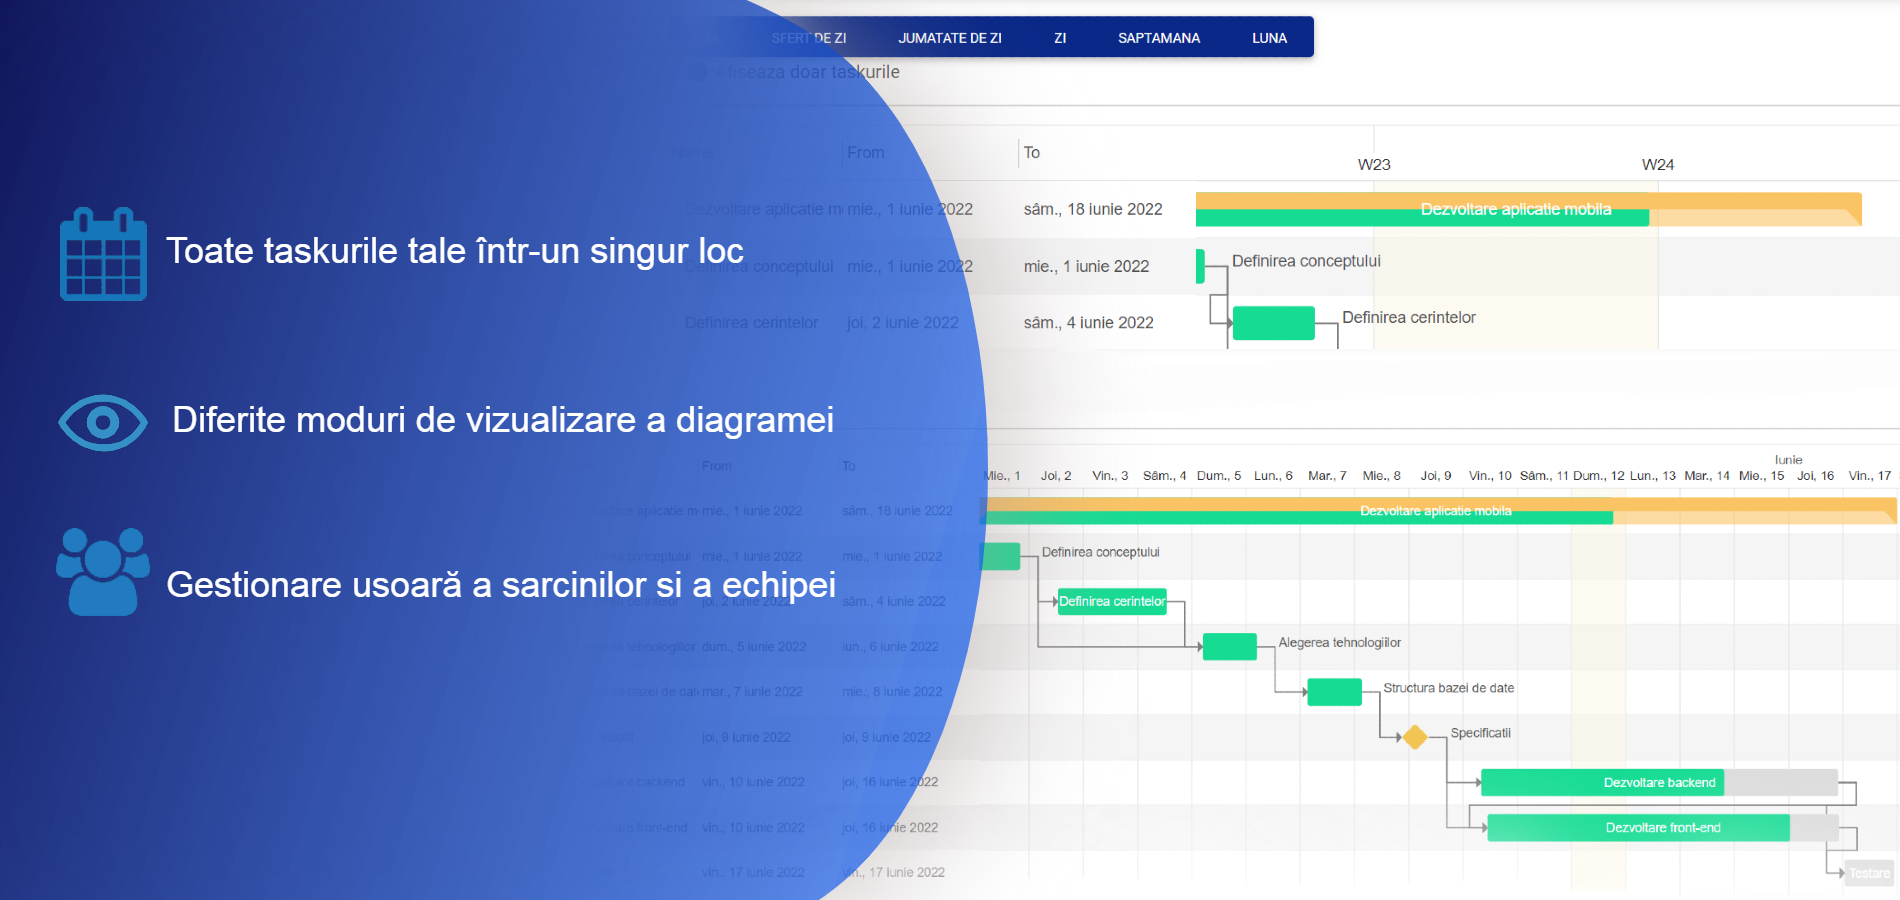 Toate taskurile tale într-un singur loc
Diferite moduri de vizualizare a diagramei
Gestionare usoară a sarcinilor si a echipei
SFERT DE ZI JUMATATE DE ZI ZI SAPTAMANA LUNA
Afiseaza doar taskurile
Name From To W23 W24
Dezvoltare aplicatie m mie., 1 iunie 2022 sâm., 18 iunie 2022 Dezvoltare aplicatie mobila
Definirea conceptului mie., 1 iunie 2022 mie., 1 iunie 2022 Definirea conceptului
Definirea cerintelor joi, 2 iunie 2022 sâm., 4 iunie 2022 Definirea cerintelor
Iunie
From To Mie., 1 Joi, 2 Vin., 3 Sâm., 4 Dum., 5 Lun., 6 Mar., 7 Mie., 8 Joi, 9 Vin., 10 Sâm., 11 Dum., 12 Lun., 13 Mar., 14 Mie., 15 Joi, 16 Vin., 17
aplicatie m mie., 1 iunie 2022 sâm., 18 iunie 2022 Dezvoltare aplicatie mobila
conceptului mie., 1 iunie 2022 mie., 1 iunie 2022 Definirea conceptului
cerintelor joi, 2 iunie 2022 sâm., 4 iunie 2022 Definirea cerintelor
tehnologiilor dum., 5 iunie 2022 lun., 6 iunie 2022 Alegerea tehnologiilor
bazei de dat mar., 7 iunie 2022 mie., 8 iunie 2022 Structura bazei de date
joi, 9 iunie 2022 joi, 9 iunie 2022 Specificatii
backend vin., 10 iunie 2022 joi, 16 iunie 2022 Dezvoltare backend
front-end vin., 10 iunie 2022 joi, 16 iunie 2022 Dezvoltare front-end
vin., 17 iunie 2022 vin., 17 iunie 2022 Testare